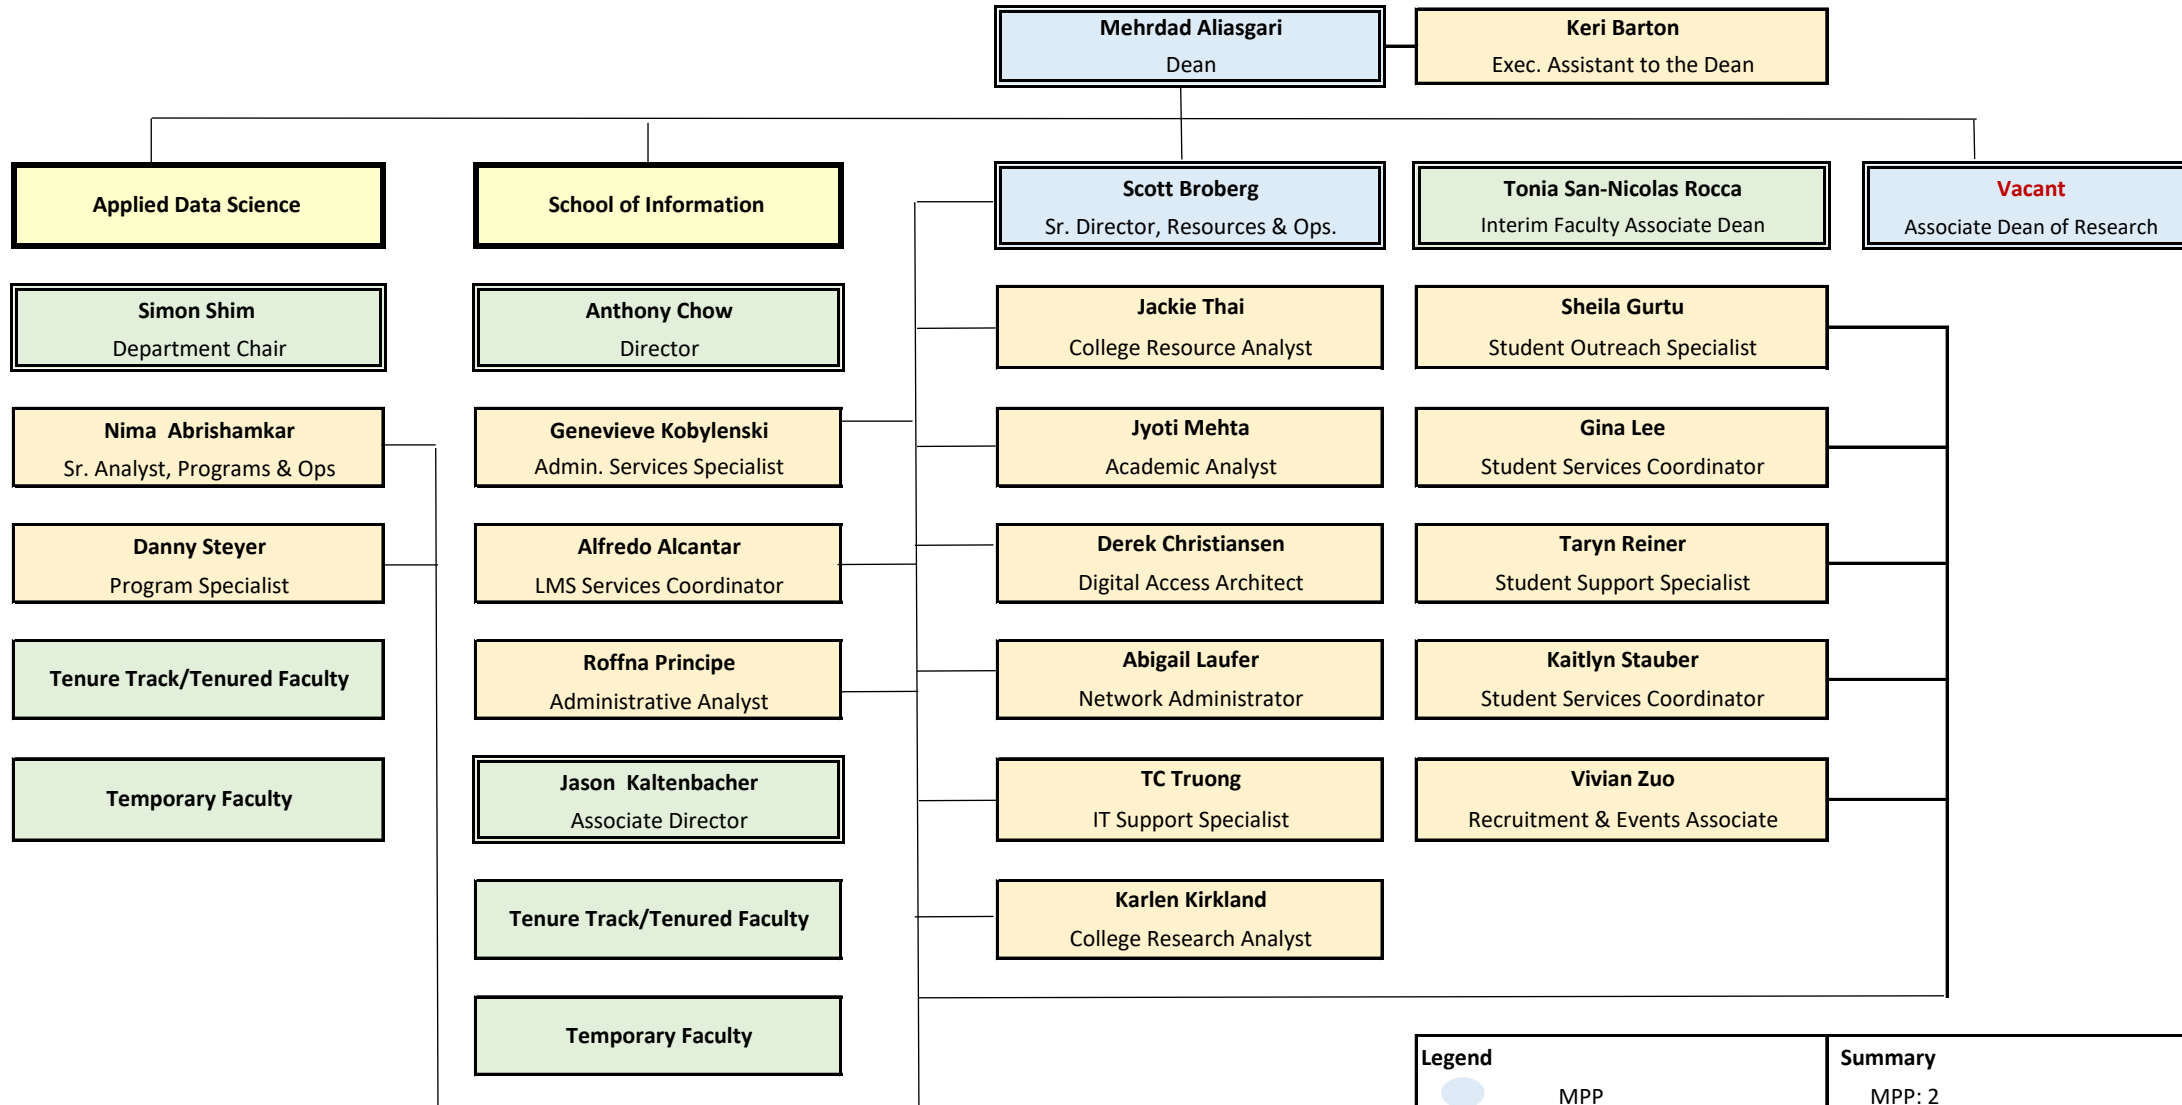 Mehrdad Aliasgari
Dean
Keri Barton
Exec. Assistant to the Dean
Applied Data Science
School of Information
Scott Broberg
Sr. Director, Resources & Ops.
Tonia San-Nicolas Rocca
Interim Faculty Associate Dean
Vacant
Associate Dean of Research
Simon Shim
Department Chair
Anthony Chow
Director
Jackie Thai
College Resource Analyst
Sheila Gurtu
Student Outreach Specialist
Nima  Abrishamkar
Sr. Analyst, Programs & Ops
Genevieve Kobylenski
Admin. Services Specialist
Jyoti Mehta
Academic Analyst
Gina Lee
Student Services Coordinator
Danny Steyer
Program Specialist
Alfredo Alcantar
LMS Services Coordinator
Derek Christiansen
Digital Access Architect
Taryn Reiner
Student Support Specialist
Tenure Track/Tenured Faculty
Roffna Principe
Administrative Analyst
Abigail Laufer
Network Administrator
Kaitlyn Stauber
Student Services Coordinator
Temporary Faculty
Jason  Kaltenbacher
Associate Director
TC Truong
IT Support Specialist
Vivian Zuo
Recruitment & Events Associate
Tenure Track/Tenured Faculty
Karlen Kirkland
College Research Analyst
Temporary Faculty
Legend
MPP
Summary
MPP: 2